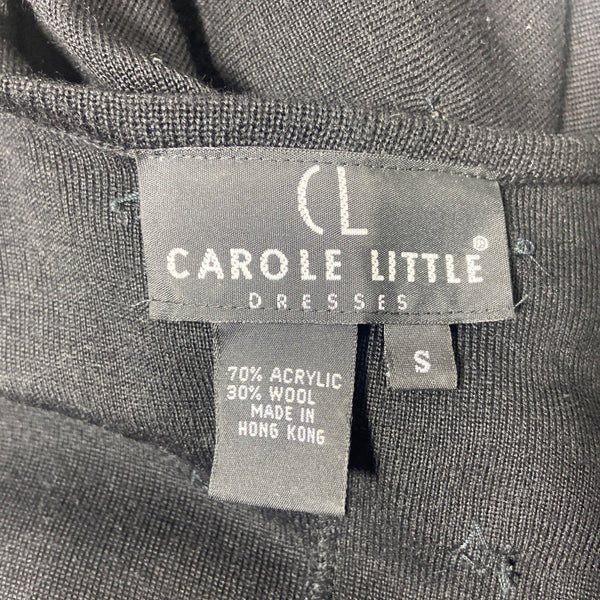 CL
CAROLE LITTLE®
DRESSES
S
70% ACRYLIC
30% WOOL
MADE IN
HONG KONG